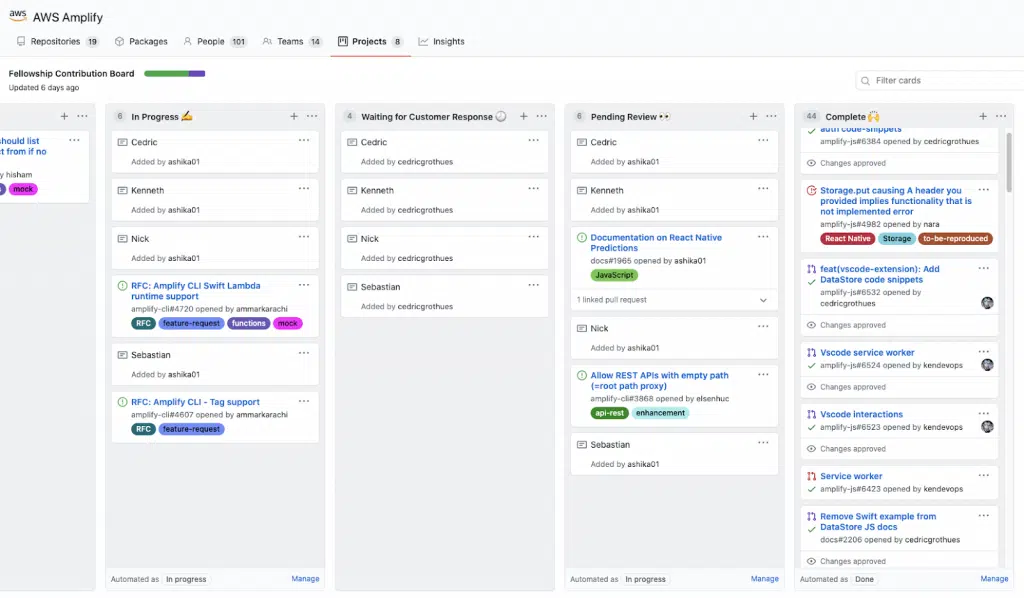 aws AWS Amplify
Repositories 19 Packages People 101 Teams 14 Projects 8 Insights
Fellowship Contribution Board
Updated 6 days ago
Filter cards
should list
t from if no
y hisham
mock
6 In Progress ✍️
Cedric
Added by ashika01
Kenneth
Added by ashika01
Nick
Added by ashika01
RFC: Amplify CLI Swift Lambda
runtime support
amplify-cli#4720 opened by ammarkarachi
RFC feature-request functions mock
Sebastian
Added by ashika01
RFC: Amplify CLI - Tag support
amplify-cli#4607 opened by ammarkarachi
RFC feature-request
Automated as In progress Manage
4 Waiting for Customer Response
Cedric
Added by cedricgrothues
Kenneth
Added by cedricgrothues
Nick
Added by cedricgrothues
Sebastian
Added by cedricgrothues
6 Pending Review 👀
Cedric
Added by ashika01
Kenneth
Added by ashika01
Documentation on React Native
Predictions
docs#1965 opened by ashika01
JavaScript
1 linked pull request
Nick
Added by ashika01
Allow REST APIs with empty path
(=root path proxy)
amplify-cli#3868 opened by elsenhuc
api-rest enhancement
Sebastian
Added by ashika01
Automated as In progress Manage
44 Complete 🙌
auth code-snippets
amplify-js#6384 opened by cedricgrothues
Changes approved
Storage.put causing A header you
provided implies functionality that is
not implemented error
amplify-js#4982 opened by nara
React Native Storage to-be-reproduced
feat(vscode-extension): Add
DataStore code snippets
amplify-js#6532 opened by
cedricgrothues
Changes approved
Vscode service worker
amplify-js#6524 opened by kendevops
Changes approved
Vscode interactions
amplify-js#6523 opened by kendevops
Changes approved
Service worker
amplify-js#6423 opened by kendevops
Remove Swift example from
DataStore JS docs
docs#2206 opened by cedricgrothues
Changes approved
Automated as Done Manage